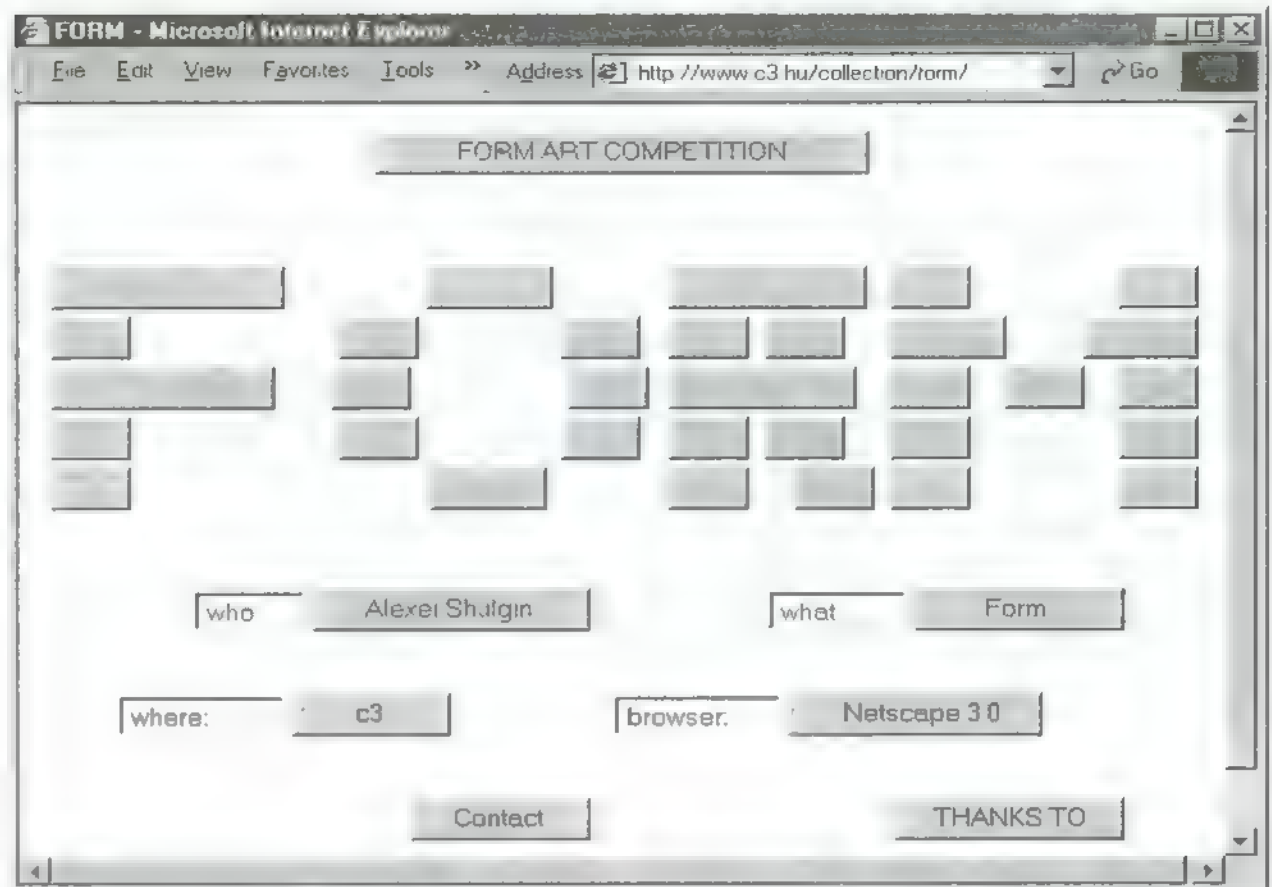 FORM - Microsoft Internet Explorer
File Edit View Favorites Tools » Address http://www.c3.hu/collection/form/ Go
FORM ART COMPETITION
who Alexei Shulgin what Form
where: c3 browser: Netscape 3.0
Contact THANKS TO